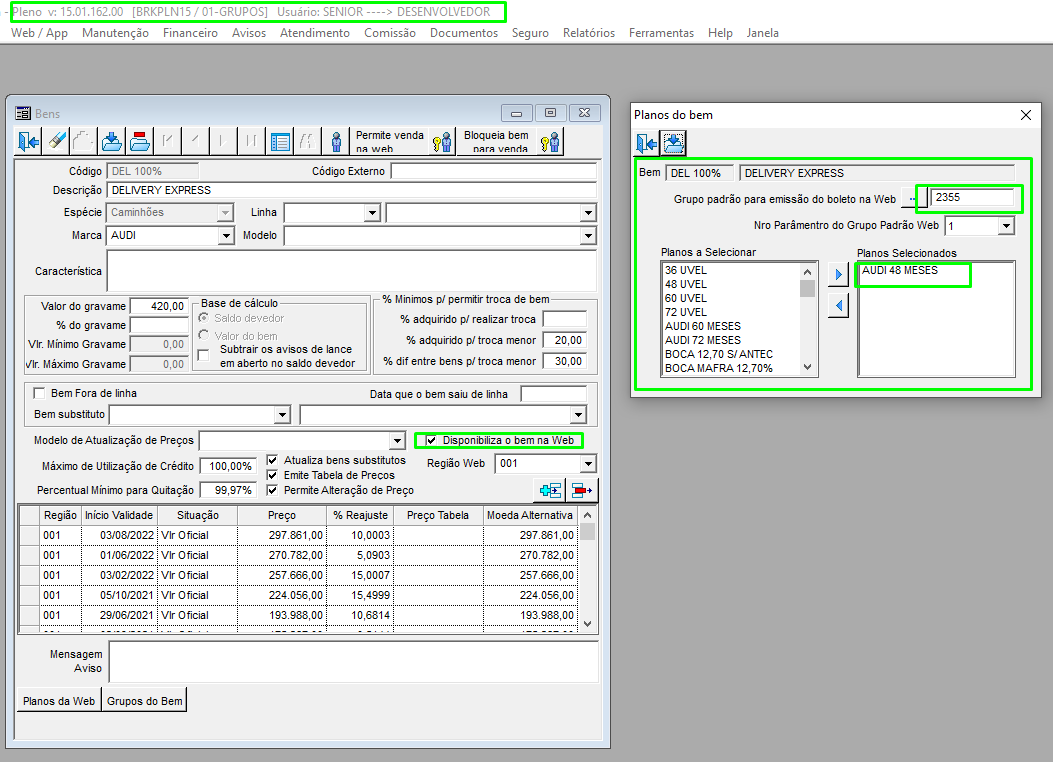 Pleno v: 15.01.162.00 [BRKPLN15 / 01-GRUPOS] Usuário: SENIOR ----> DESENVOLVEDOR
Web / App Manutenção Financeiro Avisos Atendimento Comissão Documentos Seguro Relatórios Ferramentas Help Janela
Bens
Permite venda na web
Bloqueia bem para venda
Código DEL 100% Código Externo
Descrição DELIVERY EXPRESS
Espécie Caminhões Linha
Marca AUDI Modelo
Característica
Valor do gravame 420,00
% do gravame
Vlr. Mínimo Gravame 0,00
Vlr. Máximo Gravame 0,00
Base de cálculo
Saldo devedor
Valor do bem
Subtrair os avisos de lance
em aberto no saldo devedor
% Minimos p/ permitir troca de bem
% adquirido p/ realizar troca
% adquirido p/ troca menor 20,00
% dif entre bens p/ troca menor 30,00
Bem Fora de linha Data que o bem saiu de linha
Bem substituto
Modelo de Atualização de Preços Disponibiliza o bem na Web
Máximo de Utilização de Crédito 100,00% Atualiza bens substitutos Região Web 001
Emite Tabela de Preços
Percentual Mínimo para Quitação 99,97% Permite Alteração de Preço
Região Início Validade Situação Preço % Reajuste Preço Tabela Moeda Alternativa
001 03/08/2022 Vlr Oficial 297.861,00 10,0003 297.861,00
001 01/06/2022 Vlr Oficial 270.782,00 5,0903 270.782,00
001 03/02/2022 Vlr Oficial 257.666,00 15,0007 257.666,00
001 05/10/2021 Vlr Oficial 224.056,00 15,4999 224.056,00
001 29/06/2021 Vlr Oficial 193.988,00 10,6814 193.988,00
Mensagem
Aviso
Planos da Web Grupos do Bem
Planos do bem
Bem DEL 100% DELIVERY EXPRESS
Grupo padrão para emissão do boleto na Web ... 2355
Nro Parâmentro do Grupo Padrão Web 1
Planos a Selecionar
36 UVEL
48 UVEL
60 UVEL
72 UVEL
AUDI 60 MESES
AUDI 72 MESES
BOCA 12,70 S/ ANTEC
BOCA MAFRA 12,70%
Planos Selecionados
AUDI 48 MESES